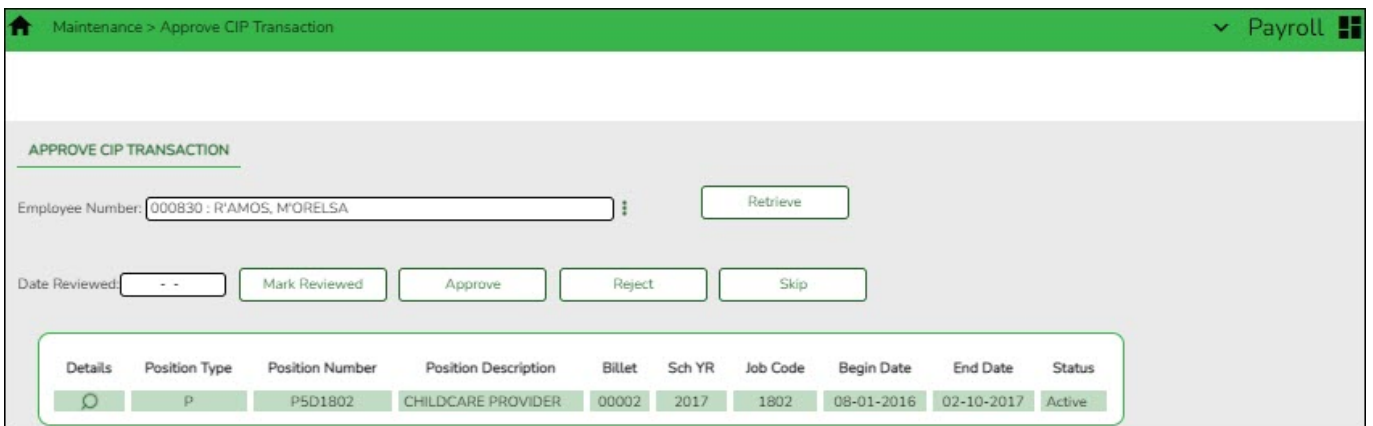 Maintenance > Approve CIP Transaction
Payroll
APPROVE CIP TRANSACTION
Employee Number: 000830 : R'AMOS, M'ORELSA
Retrieve
Date Reviewed: - - Mark Reviewed Approve Reject Skip
Details Position Type Position Number Position Description Billet Sch YR Job Code Begin Date End Date Status
P P5D1802 CHILDCARE PROVIDER 00002 2017 1802 08-01-2016 02-10-2017 Active